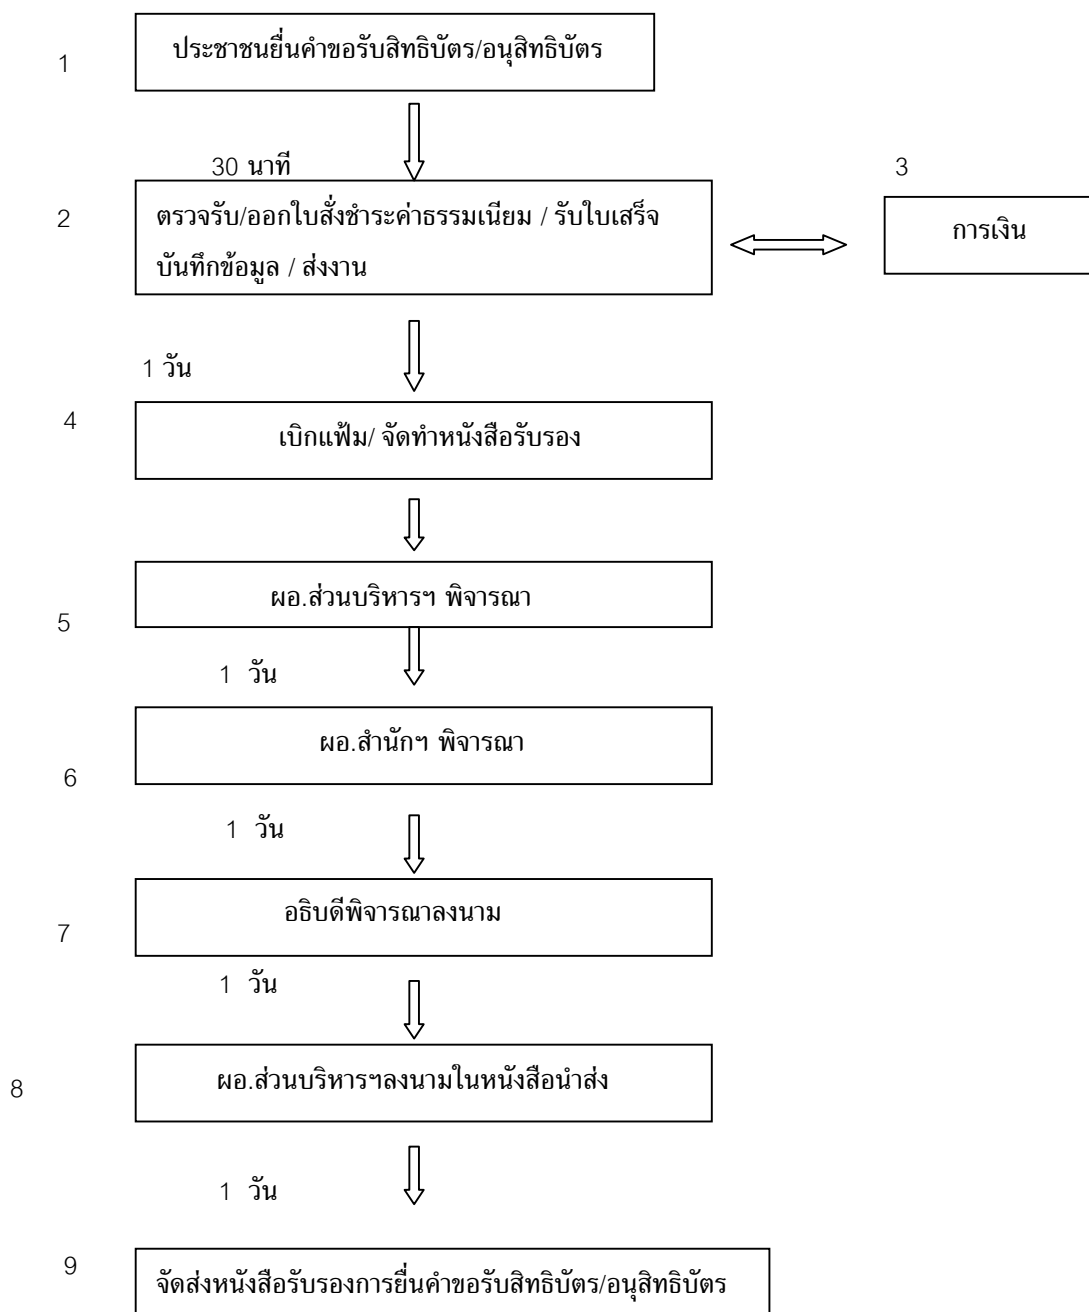 1
ประชาชนยื่นคำขอรับสิทธิบัตร/อนุสิทธิบัตร
30 นาที
3
2
ตรวจรับ/ออกใบสั่งชำระค่าธรรมเนียม / รับใบเสร็จ
บันทึกข้อมูล / ส่งงาน
การเงิน
1 วัน
4
เบิกแฟ้ม/ จัดทำหนังสือรับรอง
ผอ.ส่วนบริหารฯ พิจารณา
5
1 วัน
ผอ.สำนักฯ พิจารณา
6
1 วัน
อธิบดีพิจารณาลงนาม
7
1 วัน
ผอ.ส่วนบริหารฯลงนามในหนังสือนำส่ง
8
1 วัน
9
จัดส่งหนังสือรับรองการยื่นคำขอรับสิทธิบัตร/อนุสิทธิบัตร